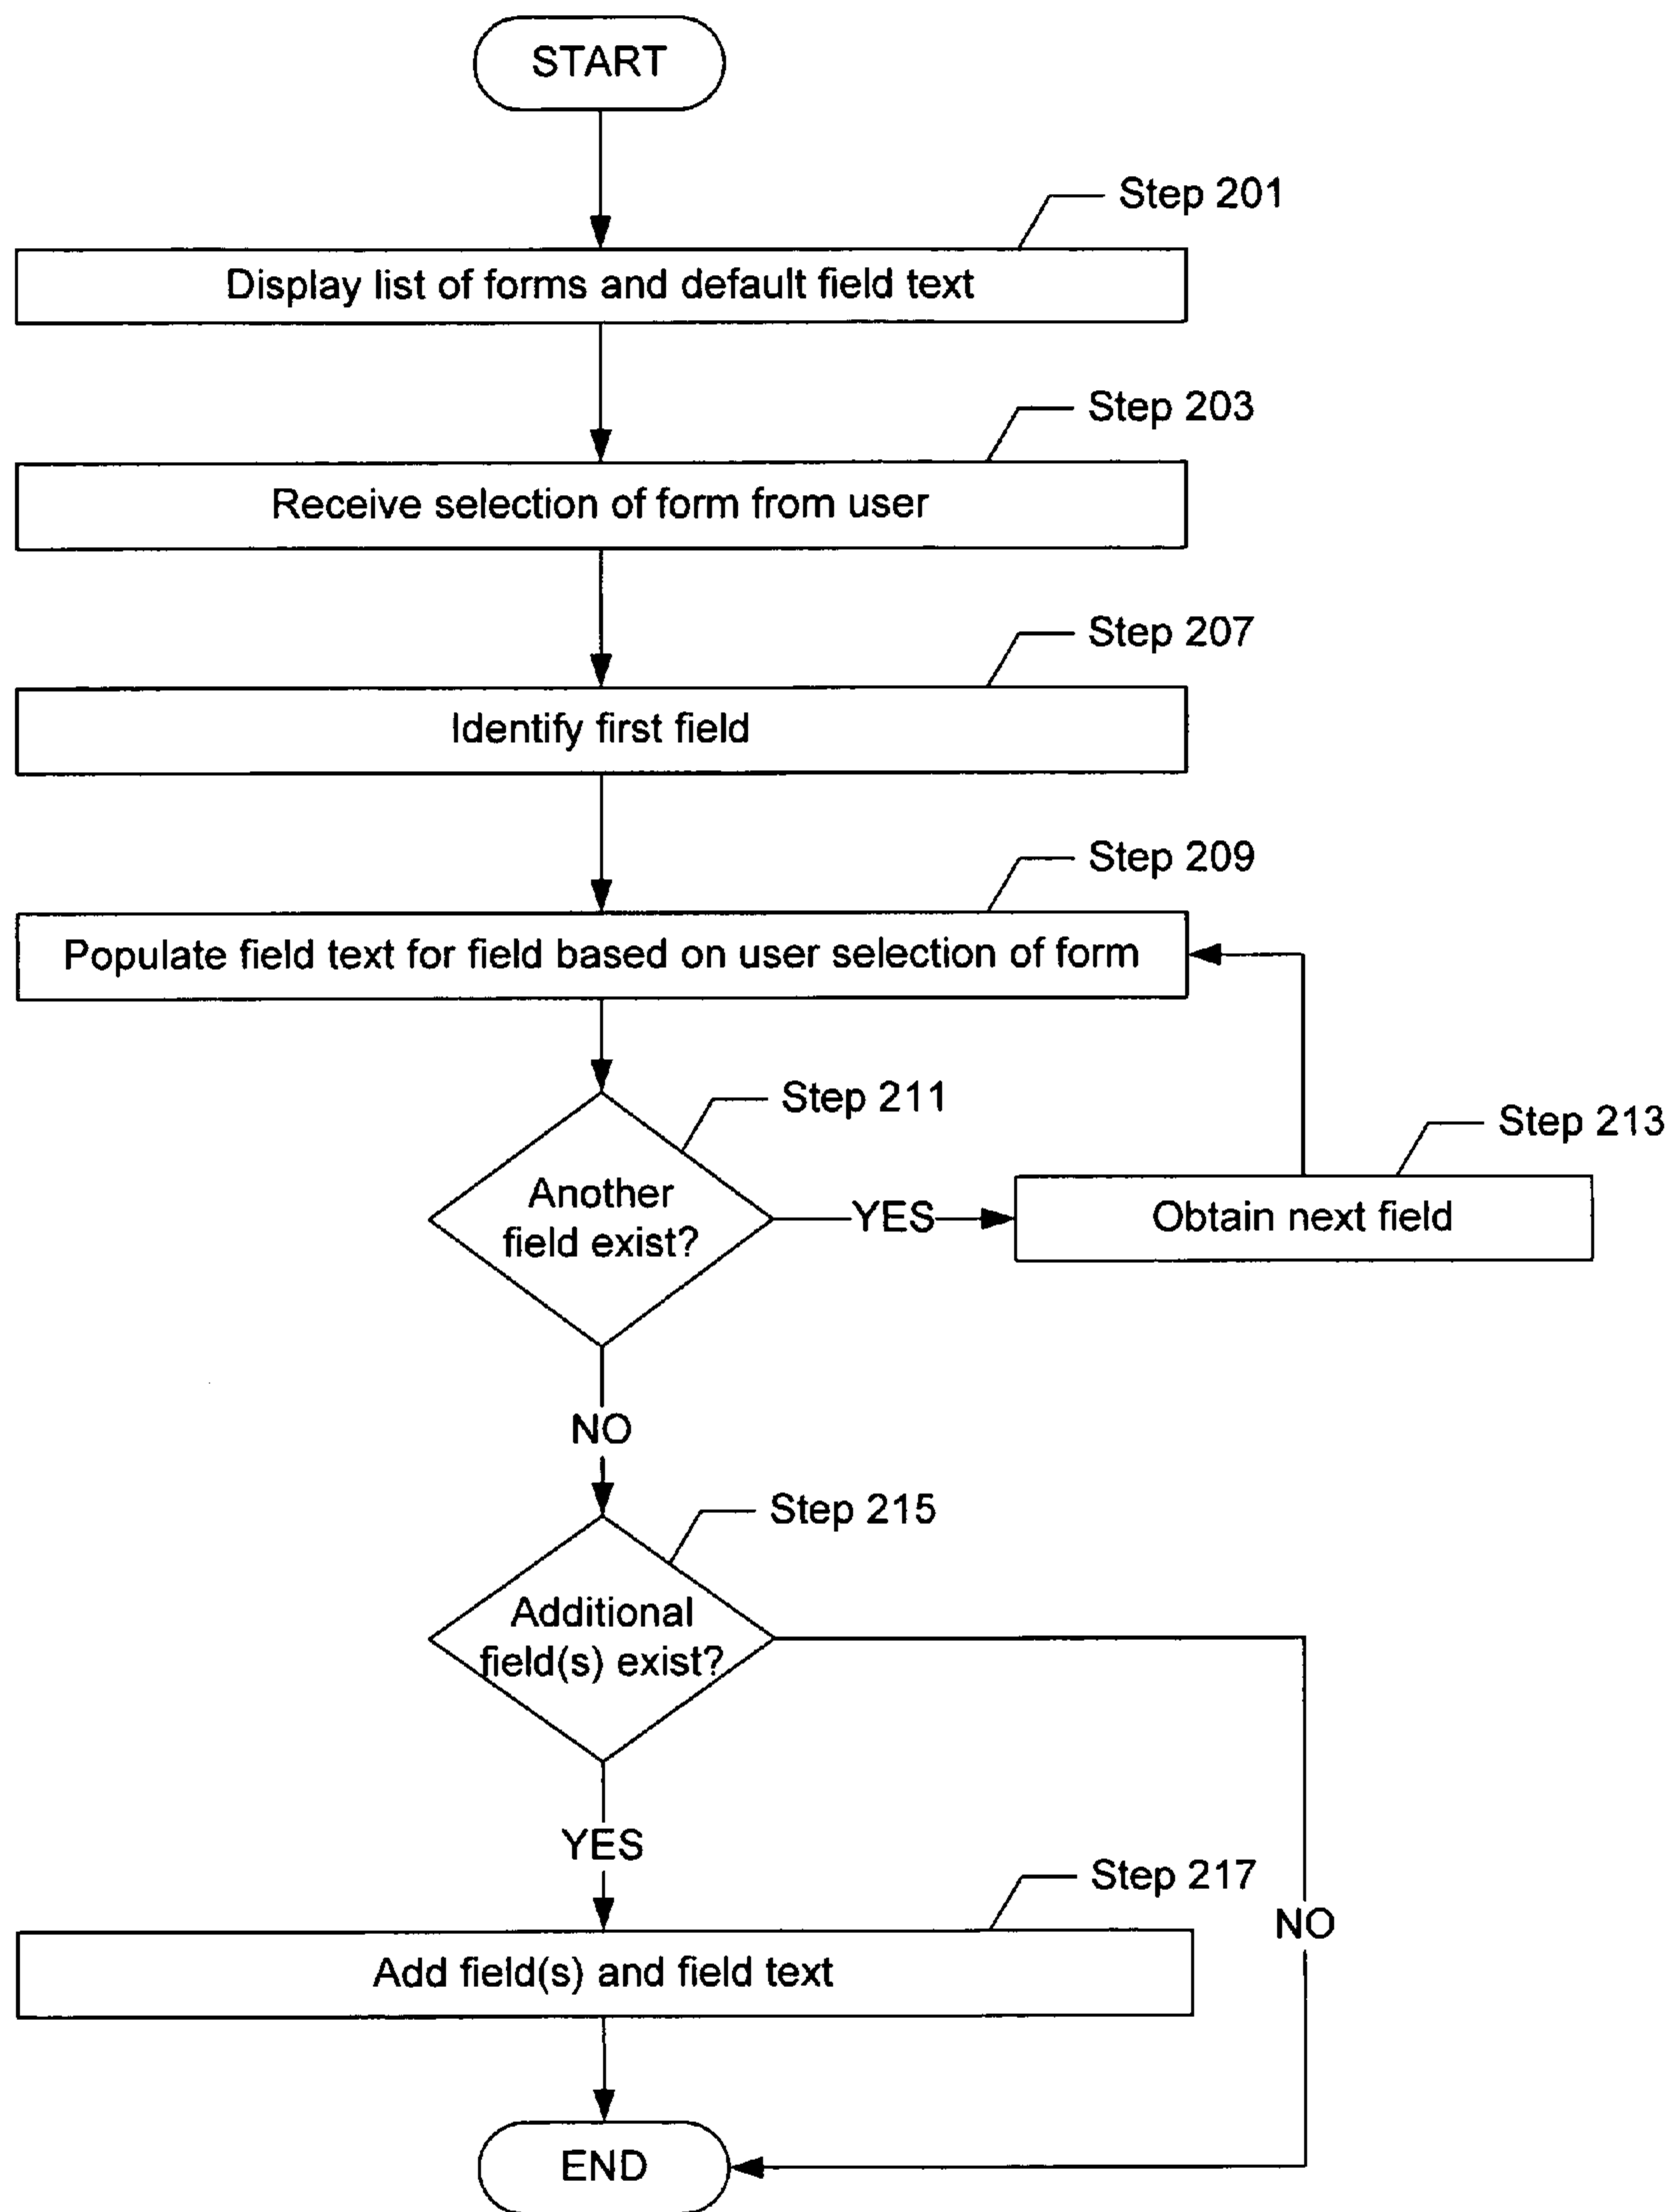 START
Step 201
Display list of forms and default field text
Step 203
Receive selection of form from user
Step 207
Identify first field
Step 209
Populate field text for field based on user selection of form
Step 211
Step 213
Another
field exist?
YES
Obtain next field
NO
Step 215
Additional
field(s) exist?
YES
Step 217
NO
Add field(s) and field text
END